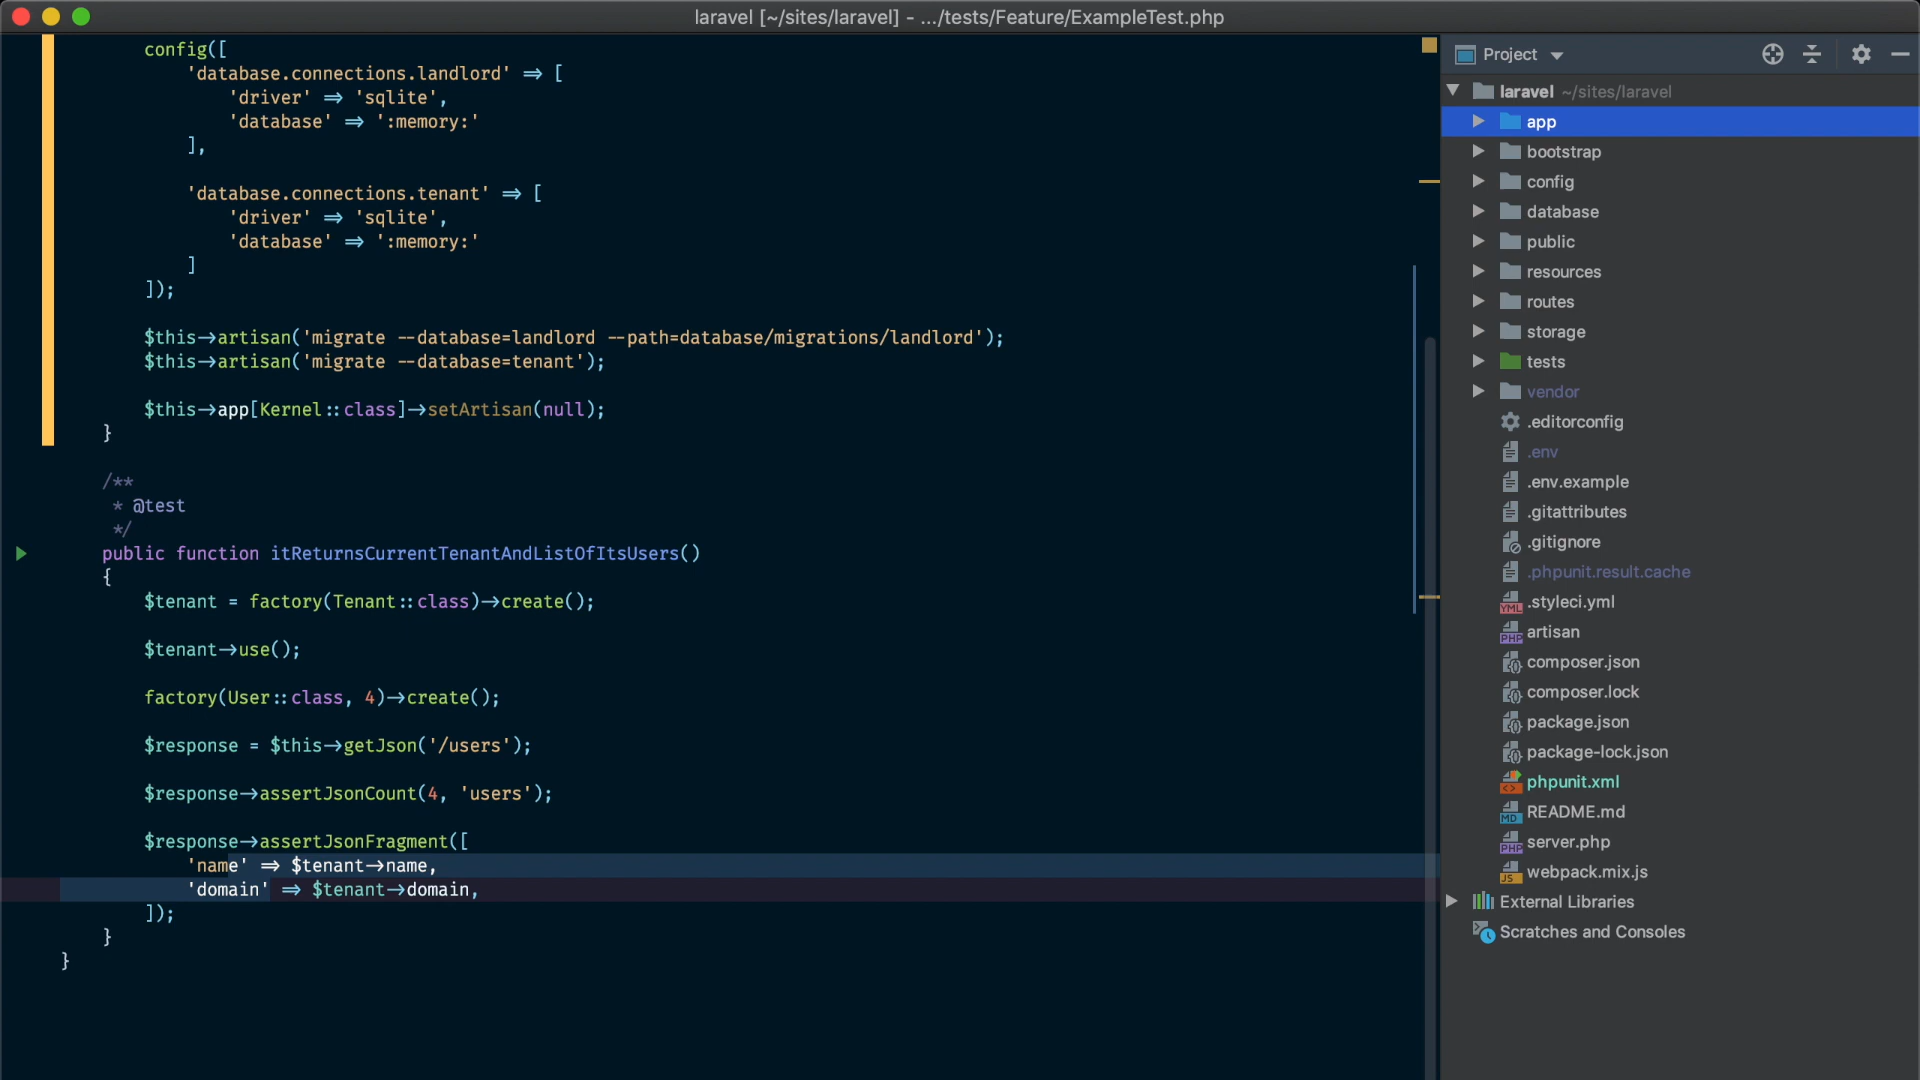 laravel [~/sites/laravel] - .../tests/Feature/ExampleTest.php
config([
'database.connections.landlord' => [
'driver' => 'sqlite',
'database' => ':memory:'
],
'database.connections.tenant' => [
'driver' => 'sqlite',
'database' => ':memory:'
]
]);
$this->artisan('migrate --database=landlord --path=database/migrations/landlord');
$this->artisan('migrate --database=tenant');
$this->app[Kernel::class]->setArtisan(null);
}
/**
* @test
*/
public function itReturnsCurrentTenantAndListOfItsUsers()
{
$tenant = factory(Tenant::class)->create();
$tenant->use();
factory(User::class, 4)->create();
$response = $this->getJson('/users');
$response->assertJsonCount(4, 'users');
$response->assertJsonFragment([
'name' => $tenant->name,
'domain' => $tenant->domain,
]);
}
}
Project
laravel ~/sites/laravel
app
bootstrap
config
database
public
resources
routes
storage
tests
vendor
.editorconfig
.env
.env.example
.gitattributes
.gitignore
.phpunit.result.cache
YML .styleci.yml
PHP artisan
composer.json
composer.lock
package.json
package-lock.json
phpunit.xml
MD README.md
PHP server.php
JS webpack.mix.js
External Libraries
Scratches and Consoles